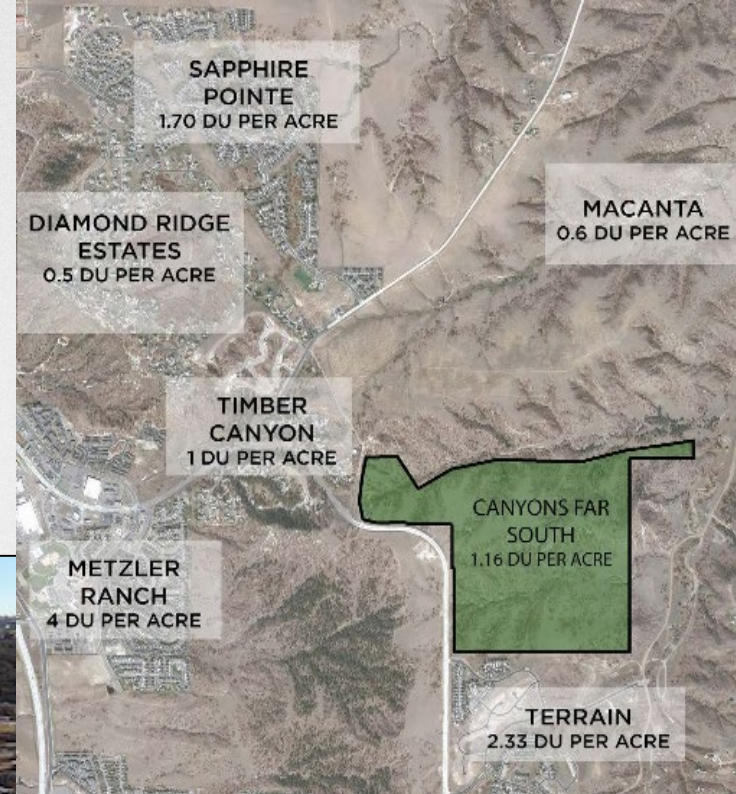 SAPPHIRE
POINTE
1.70 DU PER ACRE
MACANTA
0.6 DU PER ACRE
DIAMOND RIDGE
ESTATES
0.5 DU PER ACRE
TIMBER
CANYON
1 DU PER ACRE
CANYONS FAR
SOUTH
1.16 DU PER ACRE
METZLER
RANCH
4 DU PER ACRE
TERRAIN
2.33 DU PER ACRE